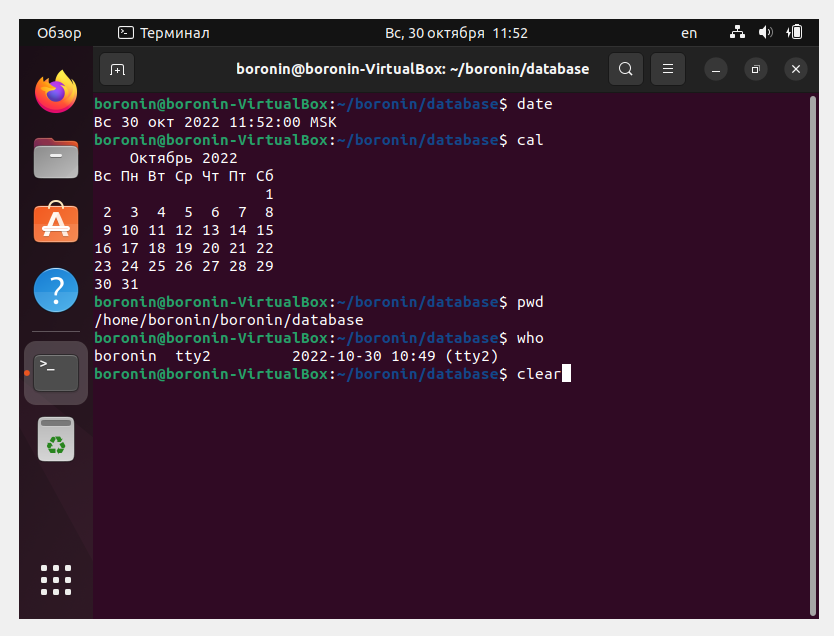 Обзор Терминал Вс, 30 октября 11:52 en
boronin@boronin-VirtualBox: ~/boronin/database
boronin@boronin-VirtualBox:~/boronin/database$ date
Вс 30 окт 2022 11:52:00 MSK
boronin@boronin-VirtualBox:~/boronin/database$ cal
    Октябрь 2022
Вс Пн Вт Ср Чт Пт Сб
                   1
 2  3  4  5  6  7  8
 9 10 11 12 13 14 15
16 17 18 19 20 21 22
23 24 25 26 27 28 29
30 31
boronin@boronin-VirtualBox:~/boronin/database$ pwd
/home/boronin/boronin/database
boronin@boronin-VirtualBox:~/boronin/database$ who
boronin  tty2         2022-10-30 10:49 (tty2)
boronin@boronin-VirtualBox:~/boronin/database$ clear